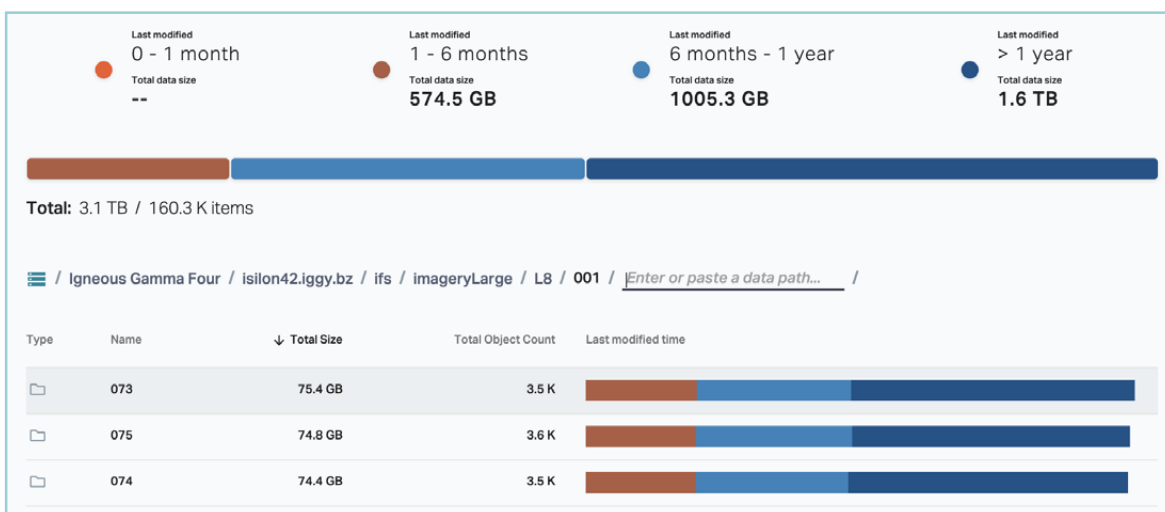 Last modified Last modified Last modified Last modified
0 - 1 month 1 - 6 months 6 months - 1 year > 1 year
Total data size Total data size Total data size Total data size
-- 574.5 GB 1005.3 GB 1.6 TB
Total: 3.1 TB / 160.3 K items
/ Igneous Gamma Four / isilon42.iggy.bz / ifs / imageryLarge / L8 / 001 / Enter or paste a data path... /
Type Name ↓ Total Size Total Object Count Last modified time
073 75.4 GB 3.5 K
075 74.8 GB 3.6 K
074 74.4 GB 3.5 K